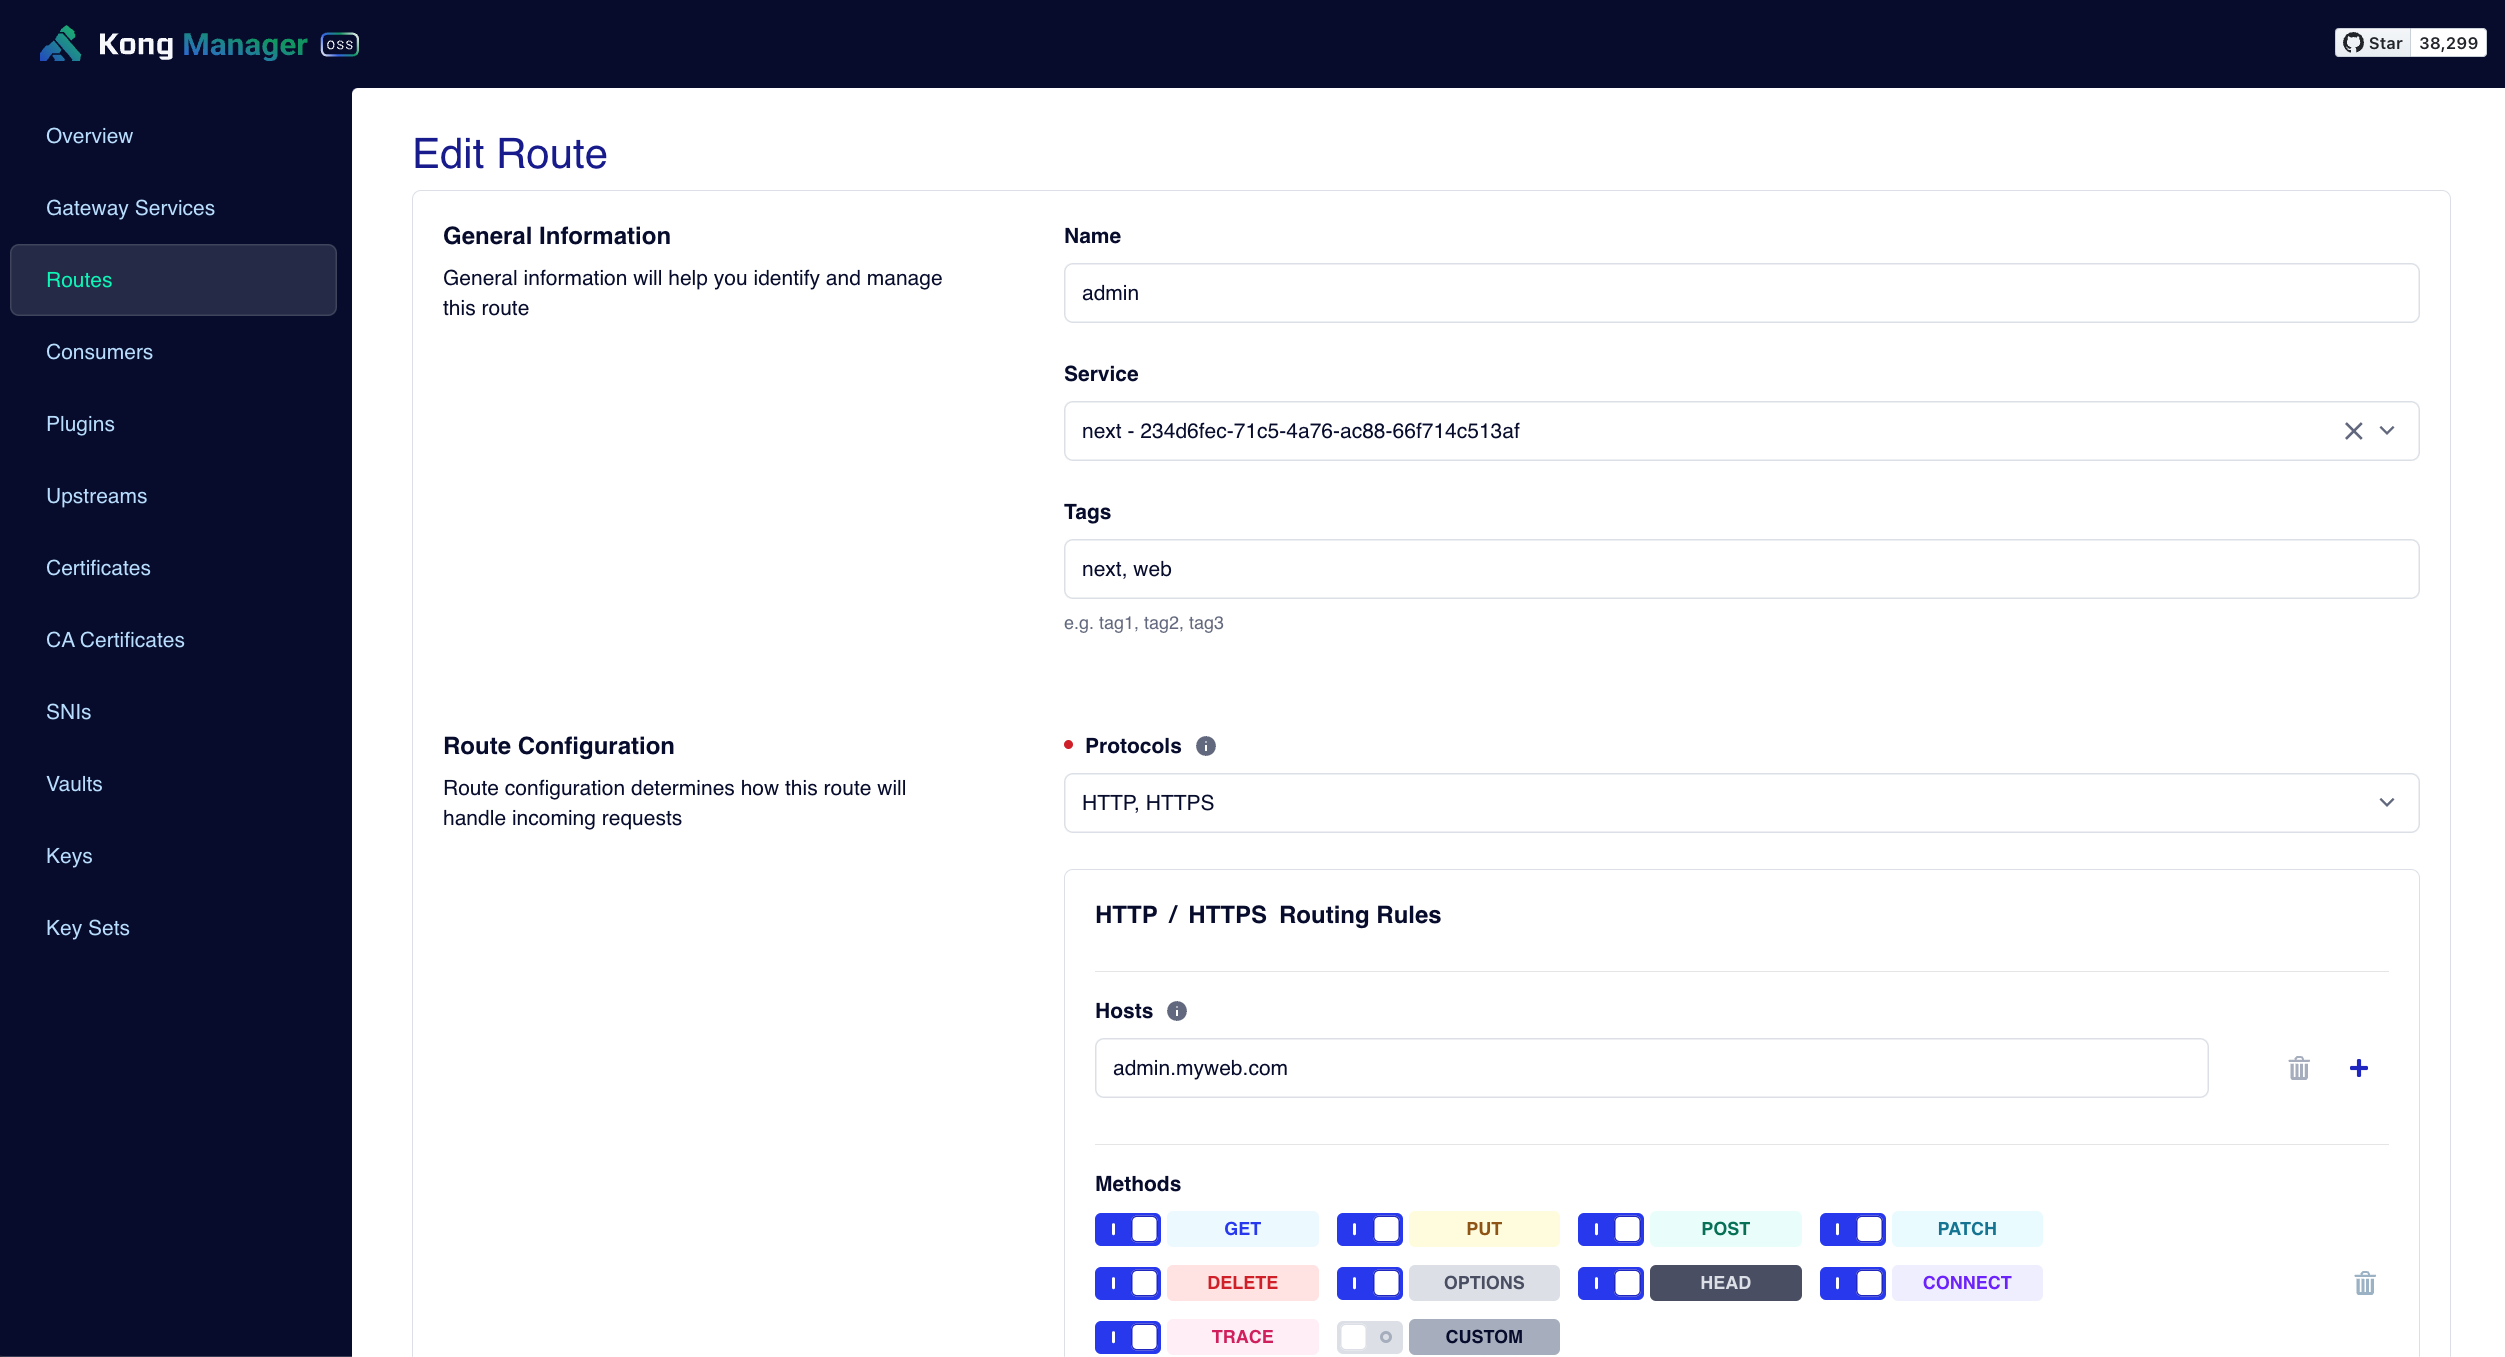 Kong Manager OSS
Star 38,299
Overview
Gateway Services
Routes
Consumers
Plugins
Upstreams
Certificates
CA Certificates
SNIs
Vaults
Keys
Key Sets
Edit Route
General Information
General information will help you identify and manage
this route
Name
admin
Service
next - 234d6fec-71c5-4a76-ac88-66f714c513af
Tags
next, web
e.g. tag1, tag2, tag3
Route Configuration
Route configuration determines how this route will
handle incoming requests
Protocols
HTTP, HTTPS
HTTP / HTTPS Routing Rules
Hosts
admin.myweb.com
Methods
GET PUT POST PATCH
DELETE OPTIONS HEAD CONNECT
TRACE CUSTOM